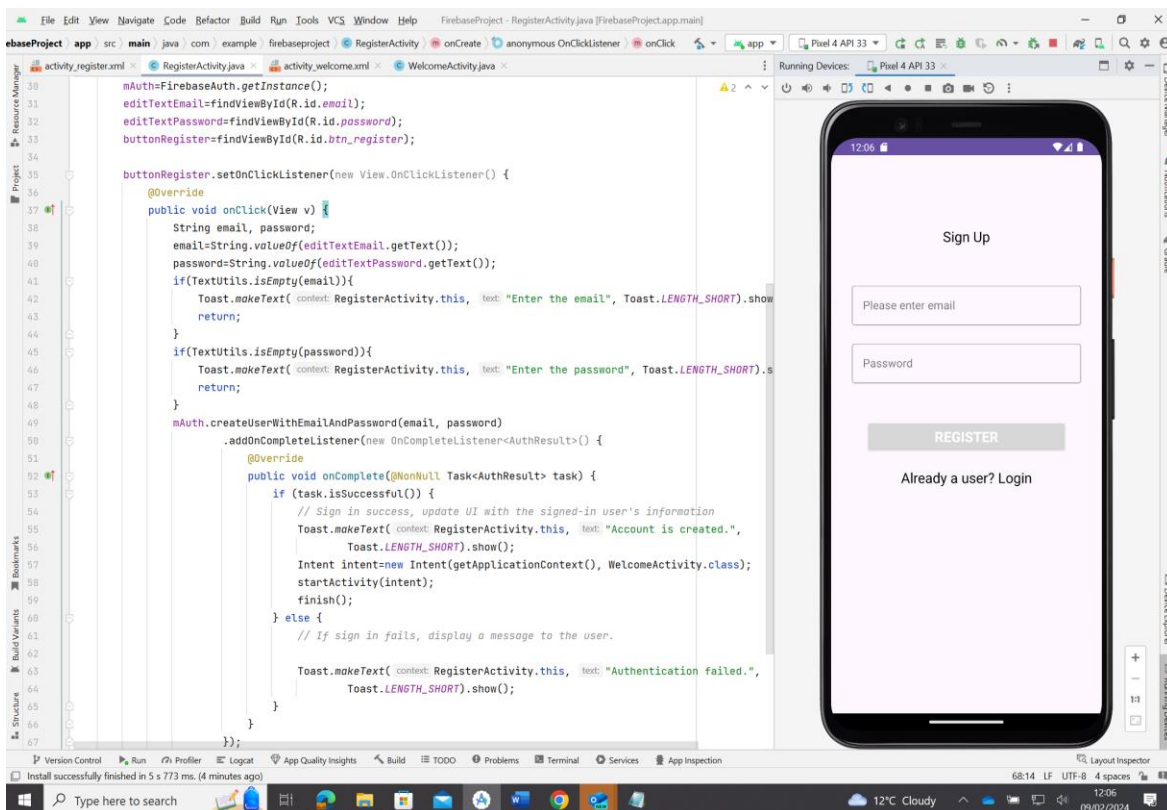 File Edit View Navigate Code Refactor Build Run Tools VCS Window Help FirebaseProject - RegisterActivity.java [FirebaseProject.app.main]
ebaseProject app src main java com example firebaseproject RegisterActivity onCreate anonymous OnClickListener onClick app Pixel 4 API 33
activity_register.xml RegisterActivity.java activity_welcome.xml WelcomeActivity.java Running Devices: Pixel 4 API 33
30 mAuth=FirebaseAuth.getInstance();
31 editTextEmail=findViewById(R.id.email);
32 editTextPassword=findViewById(R.id.password);
33 buttonRegister=findViewById(R.id.btn_register);
34
35 buttonRegister.setOnClickListener(new View.OnClickListener() {
36 @Override
37 public void onClick(View v) {
38 String email, password;
39 email=String.valueOf(editTextEmail.getText());
40 password=String.valueOf(editTextPassword.getText());
41 if(TextUtils.isEmpty(email)){
42 Toast.makeText( context: RegisterActivity.this, text: "Enter the email", Toast.LENGTH_SHORT).show
43 return;
44 }
45 if(TextUtils.isEmpty(password)){
46 Toast.makeText( context: RegisterActivity.this, text: "Enter the password", Toast.LENGTH_SHORT).s
47 return;
48 }
49 mAuth.createUserWithEmailAndPassword(email, password)
50 .addOnCompleteListener(new OnCompleteListener<AuthResult>() {
51 @Override
52 public void onComplete(@NonNull Task<AuthResult> task) {
53 if (task.isSuccessful()) {
54 // Sign in success, update UI with the signed-in user's information
55 Toast.makeText( context: RegisterActivity.this, text: "Account is created.",
56 Toast.LENGTH_SHORT).show();
57 Intent intent=new Intent(getApplicationContext(), WelcomeActivity.class);
58 startActivity(intent);
59 finish();
60 } else {
61 // If sign in fails, display a message to the user.
62
63 Toast.makeText( context: RegisterActivity.this, text: "Authentication failed.",
64 Toast.LENGTH_SHORT).show();
65 }
66 }
67 });
2
Resource Manager
Project
Bookmarks
Build Variants
Structure
12:06
Sign Up
Please enter email
Password
REGISTER
Already a user? Login
1:1
Version Control Run Profiler Logcat App Quality Insights Build TODO Problems Terminal Services App Inspection Layout Inspector
Install successfully finished in 5 s 773 ms. (4 minutes ago) 68:14 LF UTF-8 4 spaces
Type here to search 12°C Cloudy 12:06
09/02/2024